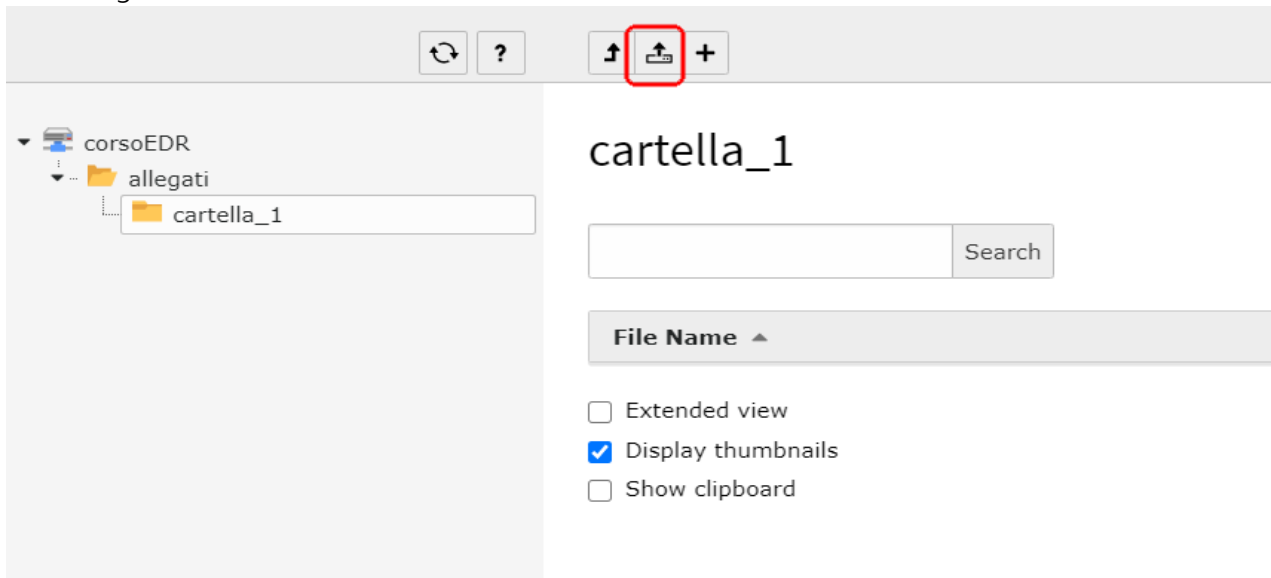 ?
+
corsoEDR
allegati
cartella_1
cartella_1
Search
File Name
Extended view
Display thumbnails
Show clipboard